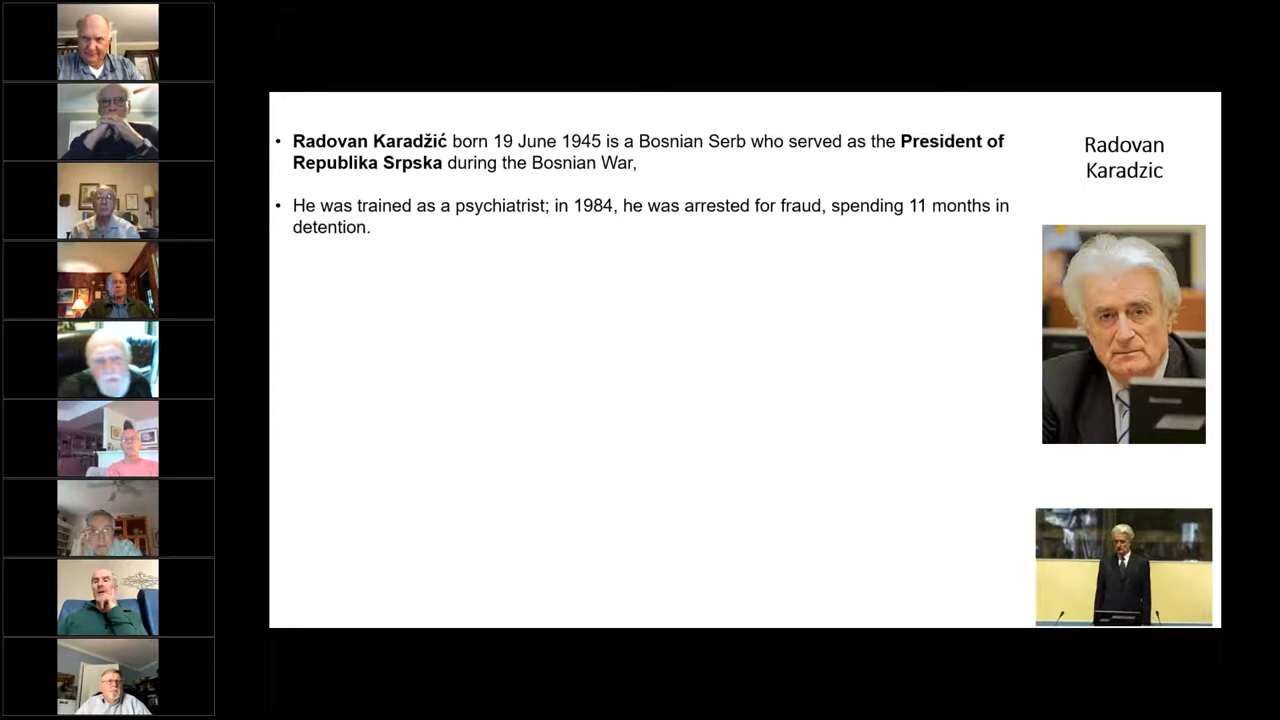 • Radovan Karadžić born 19 June 1945 is a Bosnian Serb who served as the President of
Republika Srpska during the Bosnian War,
• He was trained as a psychiatrist; in 1984, he was arrested for fraud, spending 11 months in
detention.
Radovan
Karadzic